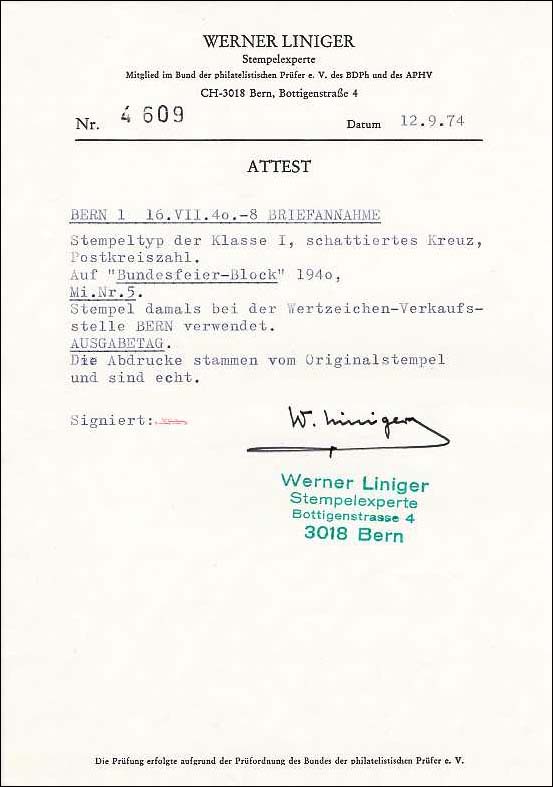 WERNER LINIGER
Stempelexperte
Mitglied im Bund der philatelistischen Prüfer e. V. des BDPh und des APHV
CH-3018 Bern, Bottigenstraße 4
Nr. 4 609 Datum 12.9.74
ATTEST
BERN 1 16.VII.4o.-8 BRIEFANNAHME
Stempeltyp der Klasse I, schattiertes Kreuz,
Postkreiszahl.
Auf "Bundesfeier-Block" 194o,
Mi.Nr.5.
Stempel damals bei der Wertzeichen-Verkaufs-
stelle BERN verwendet.
AUSGABETAG.
Die Abdrucke stammen vom Originalstempel
und sind echt.
Signiert:
W. Liniger
Werner Liniger
Stempelexperte
Bottigenstrasse 4
3018 Bern
Die Prüfung erfolgte aufgrund der Prüfordnung des Bundes der philatelistischen Prüfer e. V.